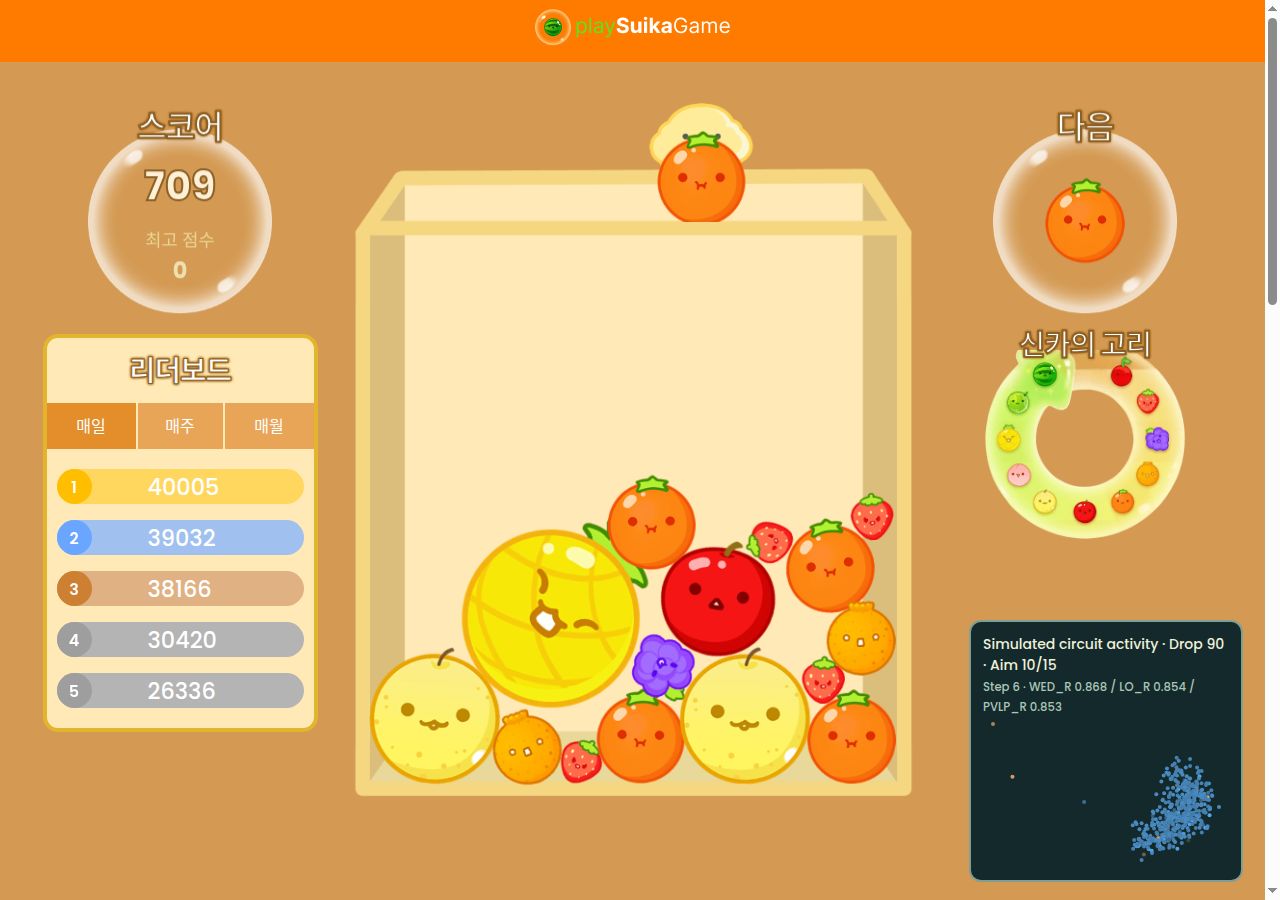 playSuikaGame
스코어
709
최고 점수
0
리더보드
매일 매주 매월
1 40005
2 39032
3 38166
4 30420
5 26336
다음
신카의 고리
Simulated circuit activity · Drop 90
· Aim 10/15
Step 6 · WED_R 0.868 / LO_R 0.854 /
PVLP_R 0.853